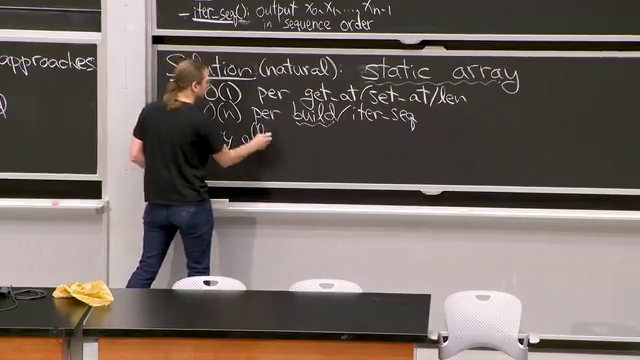 - iter_seq(): output x₀, x₁, ..., xₙ₋₁
in sequence order
approaches
Solution (natural): static array
O(1) per get_at/set_at/len
(n) per build/iter_seq